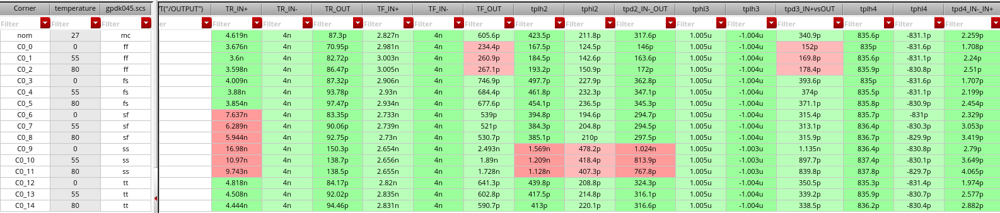 Corner temperature gpdk045.scs T("/OUTPUT") TR_IN+ TR_IN- TR_OUT TF_IN+ TF_IN- TF_OUT tplh2 tphl2 tpd2_IN-_OUT tphl3 tplh3 tpd3_IN+vsOUT tplh4 tphl4 tpd4_IN-_IN+
Filter Filter Filter er Filter Filter Filter Filter Filter Filter Filter Filter Filter Filter Filter Filter Filter Filter Filter
nom 27 mc 4.619n 4n 87.3p 2.827n 4n 605.6p 423.5p 211.8p 317.6p 1.005u -1.004u 340.9p 835.6p -831.1p 2.259p
C0_0 0 ff 3.676n 4n 70.95p 2.981n 4n 234.4p 167.5p 124.5p 146p 1.005u -1.004u 152p 835p -831.6p 1.708p
C0_1 55 ff 3.6n 4n 82.72p 3.003n 4n 260.9p 184.5p 142.6p 163.6p 1.005u -1.004u 169.8p 835.6p -831.1p 2.24p
C0_2 80 ff 3.598n 4n 86.47p 3.005n 4n 267.1p 193.2p 150.9p 172p 1.005u -1.004u 178.4p 835.9p -830.8p 2.51p
C0_3 0 fs 4.009n 4n 87.32p 2.906n 4n 746.9p 497.7p 227.9p 362.8p 1.005u -1.004u 393.6p 835p -831.6p 1.707p
C0_4 55 fs 3.88n 4n 93.78p 2.93n 4n 684.4p 461.8p 232.3p 347.1p 1.005u -1.004u 374p 835.5p -831.1p 2.199p
C0_5 80 fs 3.854n 4n 97.47p 2.934n 4n 677.6p 454.1p 236.5p 345.3p 1.005u -1.004u 371.1p 835.8p -830.9p 2.454p
C0_6 0 sf 7.637n 4n 83.35p 2.733n 4n 539p 394.8p 194.6p 294.7p 1.005u -1.004u 315.4p 835.7p -831p 2.329p
C0_7 55 sf 6.289n 4n 90.06p 2.739n 4n 521p 384.3p 204.8p 294.5p 1.005u -1.004u 313.1p 836.4p -830.3p 3.053p
C0_8 80 sf 5.944n 4n 92.75p 2.73n 4n 530.7p 385.1p 210p 297.5p 1.005u -1.004u 315.9p 836.7p -829.9p 3.419p
C0_9 0 ss 16.98n 4n 150.3p 2.654n 4n 2.493n 1.569n 478.2p 1.024n 1.005u -1.003u 1.135n 836.4p -830.8p 2.79p
C0_10 55 ss 10.97n 4n 138.7p 2.656n 4n 1.89n 1.209n 418.4p 813.9p 1.005u -1.003u 897.7p 837.4p -830.1p 3.649p
C0_11 80 ss 9.743n 4n 138.5p 2.655n 4n 1.728n 1.128n 407.3p 767.8p 1.005u -1.003u 839.8p 837.8p -829.7p 4.065p
C0_12 0 tt 4.818n 4n 84.17p 2.82n 4n 641.3p 439.8p 208.8p 324.3p 1.005u -1.004u 350.5p 835.3p -831.4p 1.974p
C0_13 55 tt 4.508n 4n 92.02p 2.835n 4n 602.8p 417.5p 214.8p 316.1p 1.005u -1.004u 339.2p 835.9p -830.7p 2.577p
C0_14 80 tt 4.444n 4n 94.46p 2.831n 4n 590.7p 413p 220.1p 316.6p 1.005u -1.004u 338.5p 836.2p -830.4p 2.882p